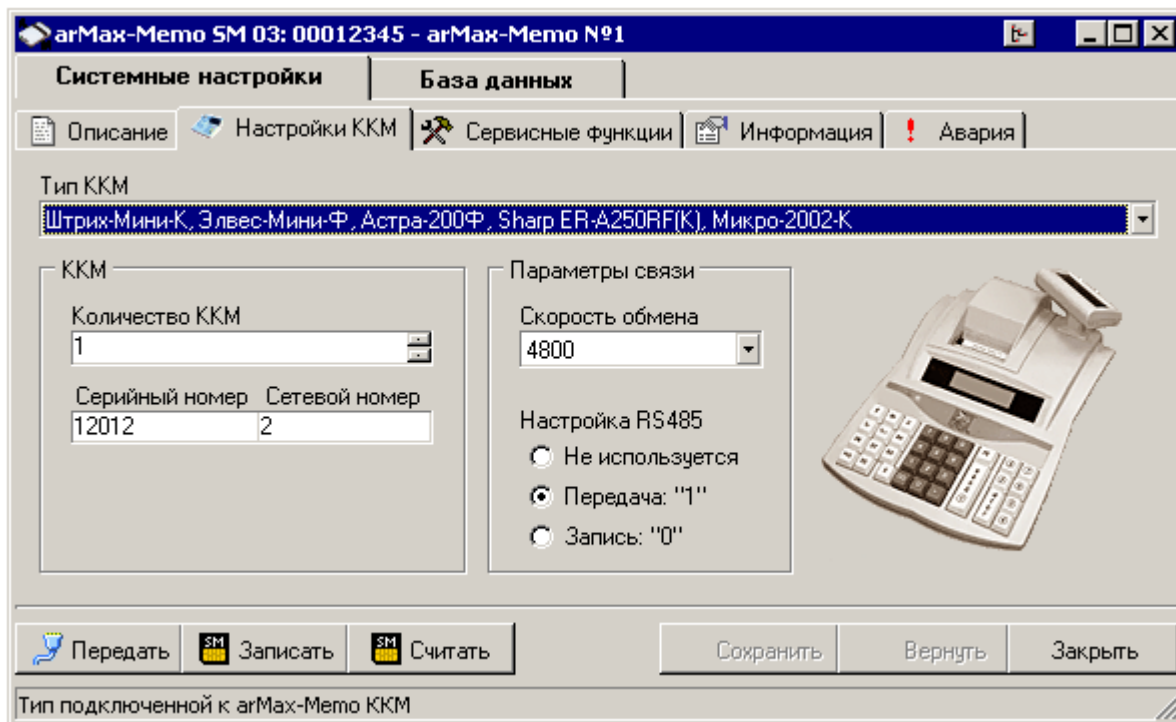 arMax-Memo SM 03: 00012345 - arMax-Memo №1
Системные настройки База данных
Описание Настройки ККМ Сервисные функции Информация Авария
Тип ККМ
Штрих-Мини-К, Элвес-Мини-Ф, Астра-200Ф, Sharp ER-A250RF(K), Микро-2002-К
ККМ
Количество ККМ
1
Серийный номер Сетевой номер
12012 2
Параметры связи
Скорость обмена
4800
Настройка RS485
Не используется
Передача: "1"
Запись: "0"
Передать SM Записать SM Считать Сохранить Вернуть Закрыть
Тип подключенной к arMax-Memo ККМ